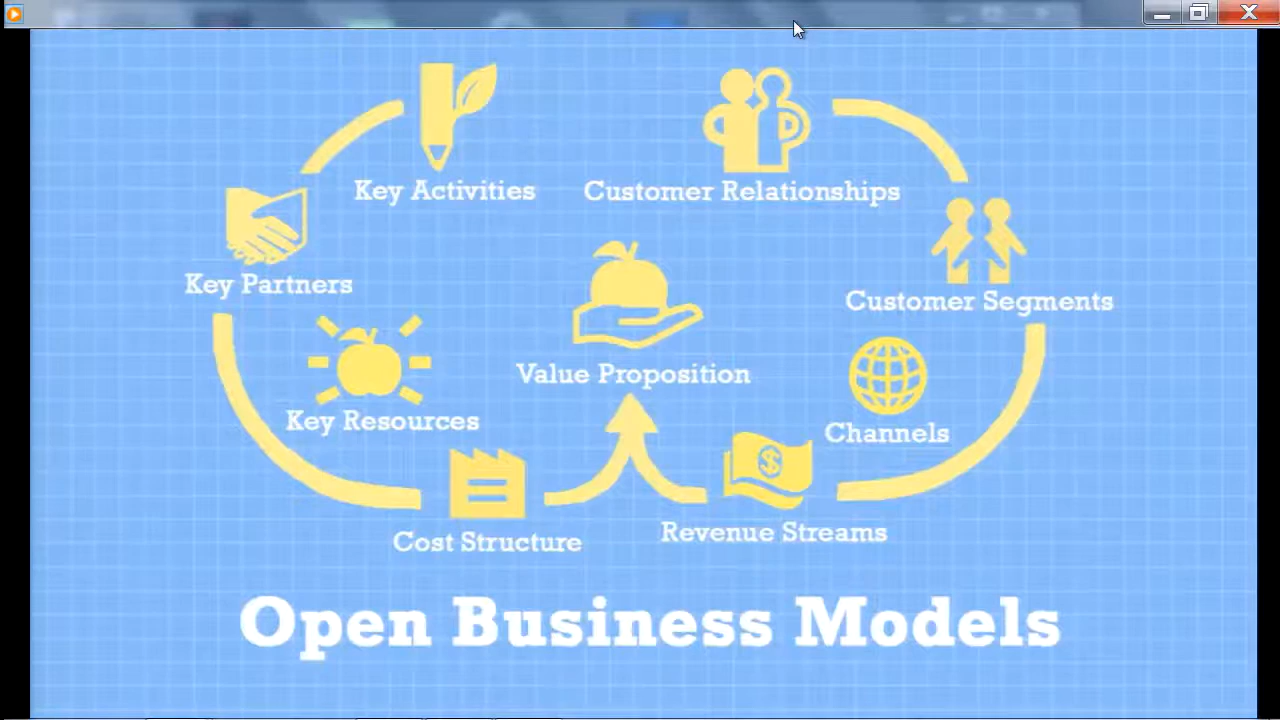 Key Activities
Customer Relationships
Key Partners
Customer Segments
Value Proposition
Key Resources
Channels
$
Cost Structure
Revenue Streams
Open Business Models